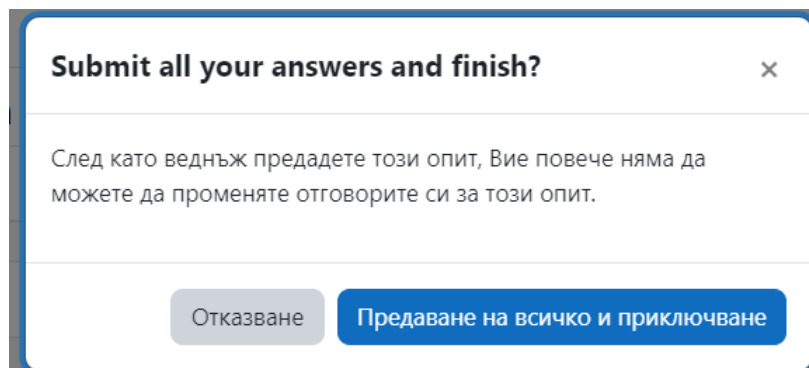 Submit all your answers and finish?
×
След като веднъж предадете този опит, Вие повече няма да
можете да променяте отговорите си за този опит.
Отказване
Предаване на всичко и приключване